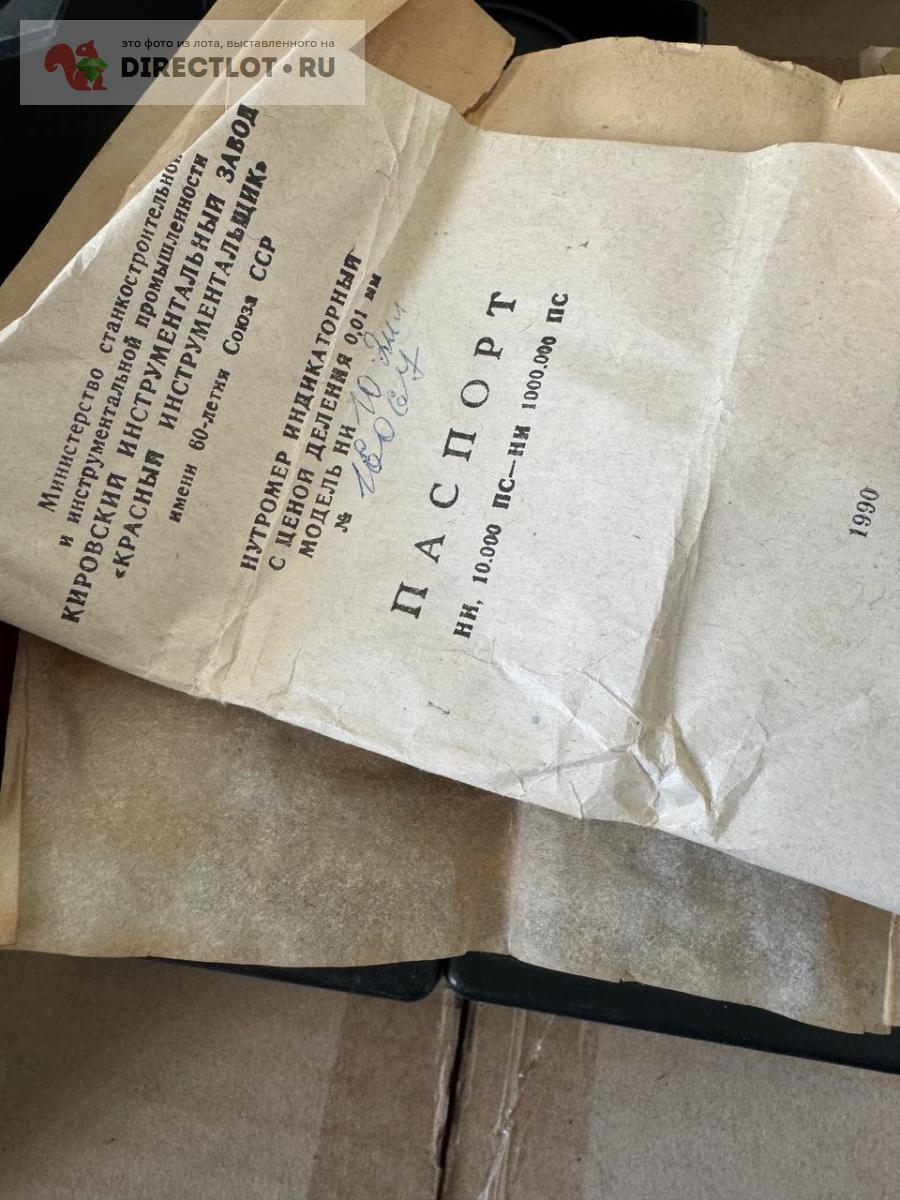 это фото из лота, выставленного на
DIRECTLOT.RU
Министерство станкостроительной
и инструментальной промышленности
КИРОВСКИЙ ИНСТРУМЕНТАЛЬНЫЙ ЗАВОД
«КРАСНЫЙ ИНСТРУМЕНТАЛЬЩИК»
имени 60-летия Союза ССР
НУТРОМЕР ИНДИКАТОРНЫЙ
С ЦЕНОЙ ДЕЛЕНИЯ 0,01 мм
МОДЕЛЬ НИ 10
№
ПАСПОРТ
НИ, 10.000 ПС—НИ 1000.000 ПС
1990